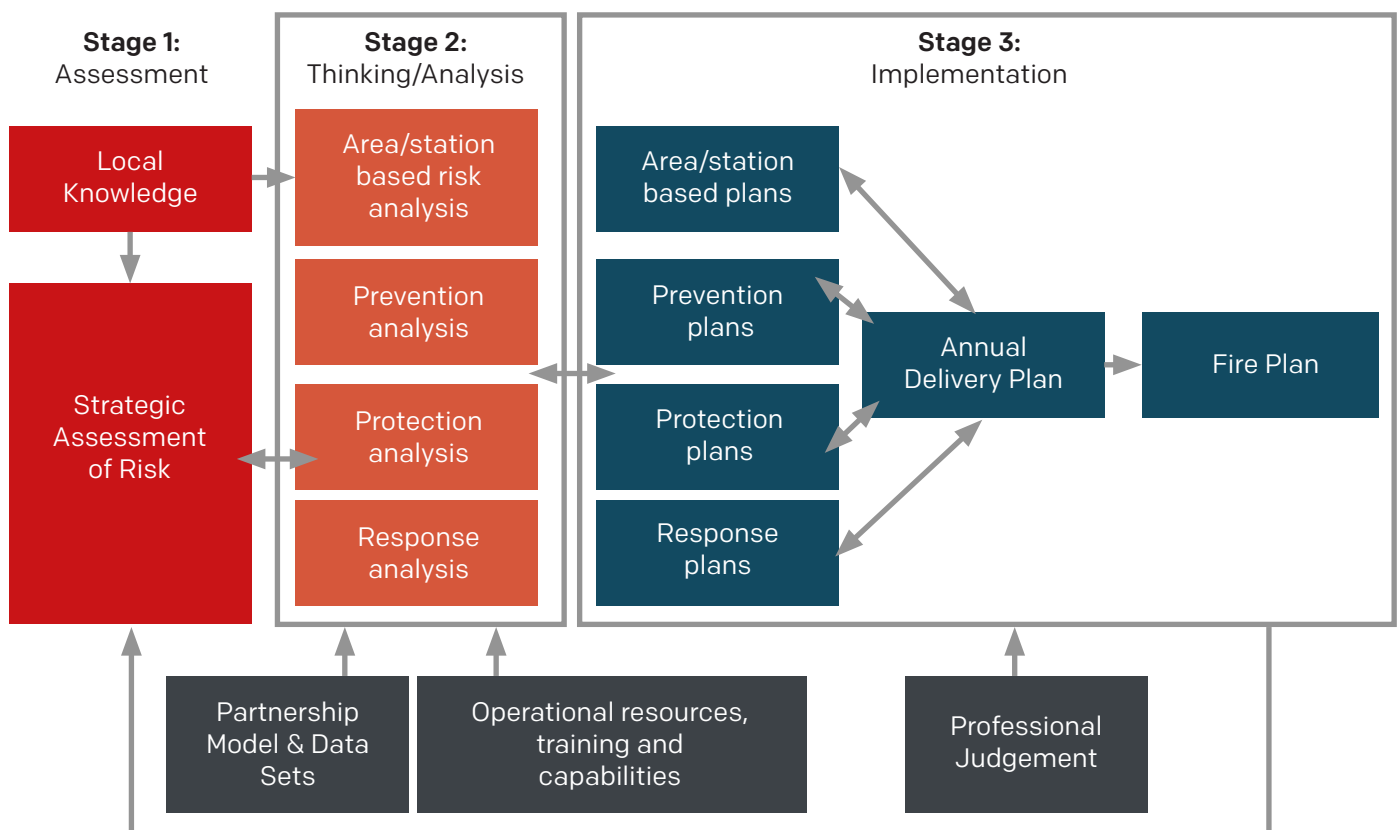 Stage 1:
Assessment
Stage 2:
Thinking/Analysis
Stage 3:
Implementation
Local
Knowledge
Strategic
Assessment
of Risk
Area/station
based risk
analysis
Prevention
analysis
Protection
analysis
Response
analysis
Area/station
based plans
Prevention
plans
Protection
plans
Response
plans
Annual
Delivery Plan
Fire Plan
Partnership
Model & Data
Sets
Operational resources,
training and
capabilities
Professional
Judgement